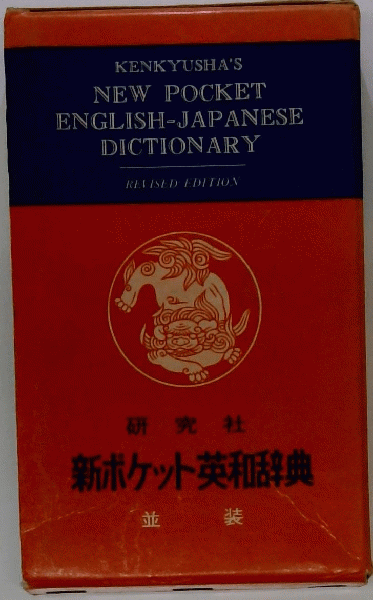 KENKYUSHA'S
NEW POCKET
ENGLISH-JAPANESE
DICTIONARY
REVISED EDITION
研究社
新ポケット英和辞典
並装